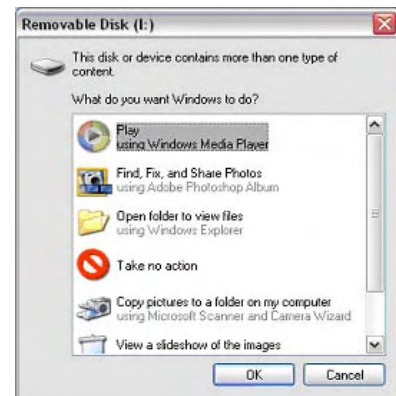 Removable Disk (I:)
This disk or device contains more than one type of
content.
What do you want Windows to do?
Play
using Windows Media Player
Find, Fix, and Share Photos
using Adobe Photoshop Album
Open folder to view files
using Windows Explorer
Take no action
Copy pictures to a folder on my computer
using Microsoft Scanner and Camera Wizard
View a slideshow of the images
OK Cancel